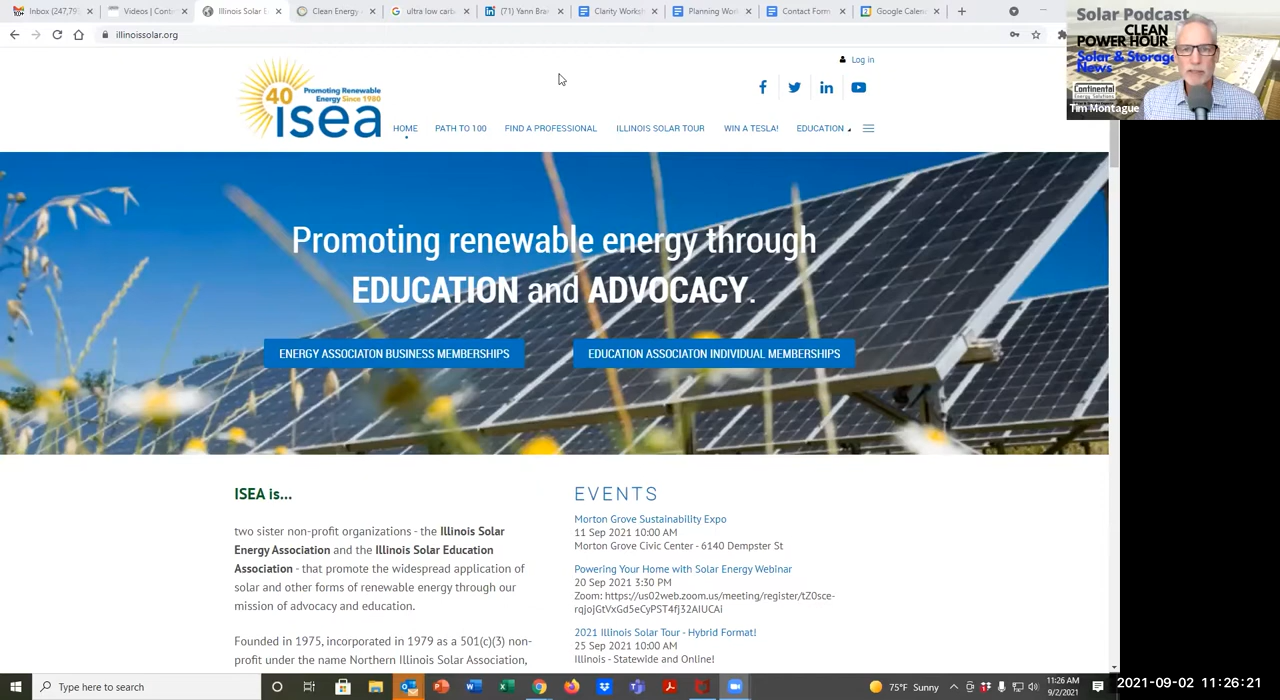 Inbox (247,79
Videos | Cont
Illinois Solar E
Clean Energy
ultra low carb
(71) Yann Bra
Clarity Works
Planning Wor
Contact Form
Google Calen
illinoissolar.org
Solar Podcast
CLEAN
POWER HOUR
Solar & Storage
News
Continental
Tim Montague
Log in
40
Promoting Renewable
Energy Since 1980
isea
HOME
PATH TO 100
FIND A PROFESSIONAL
ILLINOIS SOLAR TOUR
WIN A TESLA!
EDUCATION
Promoting renewable energy through
EDUCATION and ADVOCACY.
ENERGY ASSOCIATON BUSINESS MEMBERSHIPS
EDUCATION ASSOCIATON INDIVIDUAL MEMBERSHIPS
ISEA is...
two sister non-profit organizations - the Illinois Solar
Energy Association and the Illinois Solar Education
Association - that promote the widespread application of
solar and other forms of renewable energy through our
mission of advocacy and education.
Founded in 1975, incorporated in 1979 as a 501(c)(3) non-
profit under the name Northern Illinois Solar Association,
EVENTS
Morton Grove Sustainability Expo
11 Sep 2021 10:00 AM
Morton Grove Civic Center - 6140 Dempster St
Powering Your Home with Solar Energy Webinar
20 Sep 2021 3:30 PM
Zoom: https://us02web.zoom.us/meeting/register/tZ0sce-
rqjojGtVxGd5eCyPST4fj32AIUCAi
2021 Illinois Solar Tour - Hybrid Format!
25 Sep 2021 10:00 AM
Illinois - Statewide and Online!
Type here to search
75°F Sunny
11:26 AM
9/2/2021
2021-09-02 11:26:21